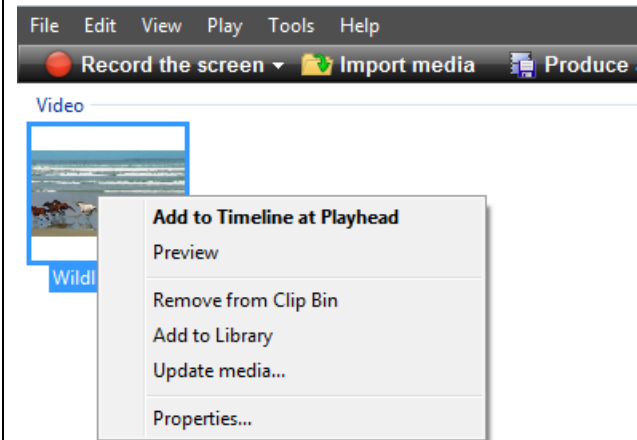 File Edit View Play Tools Help
Record the screen Import media Produce
Video
Wildl
Add to Timeline at Playhead
Preview
Remove from Clip Bin
Add to Library
Update media...
Properties...